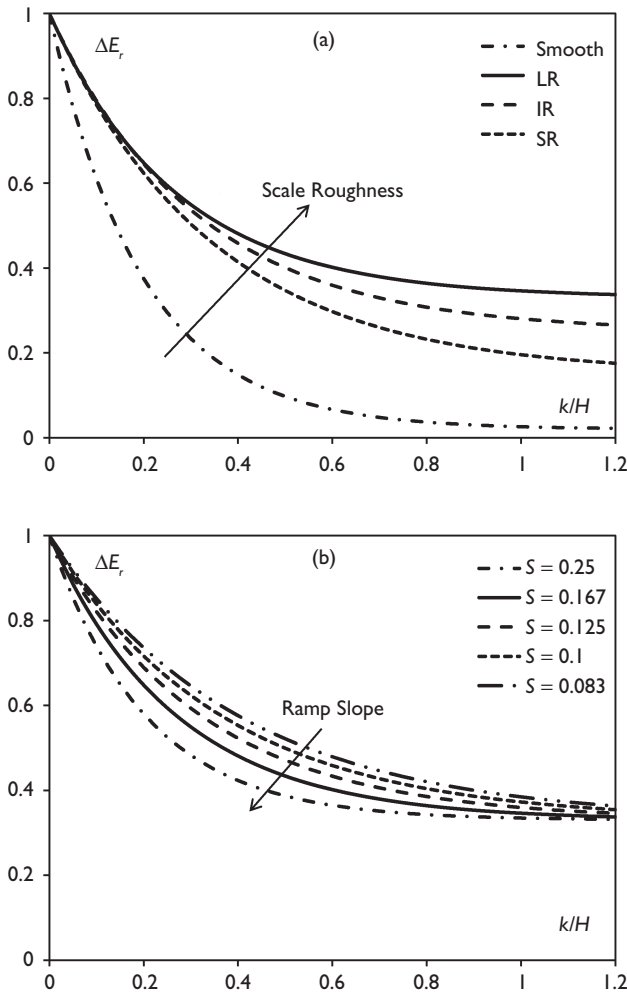 1
ΔEr
(a)
Smooth
LR
IR
SR
0.8
0.6
Scale Roughness
0.4
0.2
k/H
0
0 0.2 0.4 0.6 0.8 1 1.2
1
ΔEr
(b)
S = 0.25
S = 0.167
S = 0.125
S = 0.1
S = 0.083
0.8
Ramp Slope
0.6
0.4
0.2
k/H
0
0 0.2 0.4 0.6 0.8 1 1.2